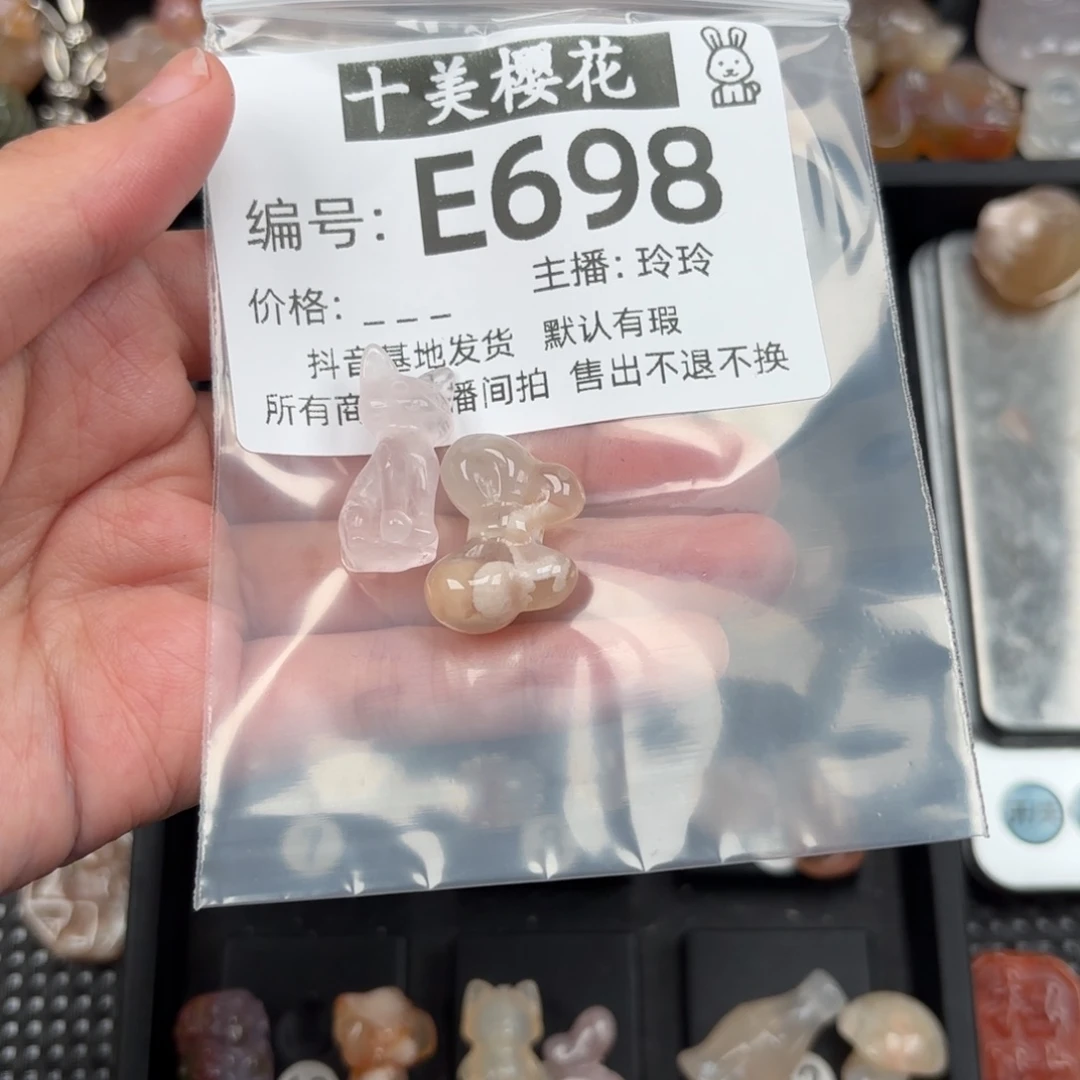 十美樱花
编号：E698
主播：玲玲
价格：_ _ _
抖音基地发货 默认有瑕
所有商 播间拍 售出不退不换